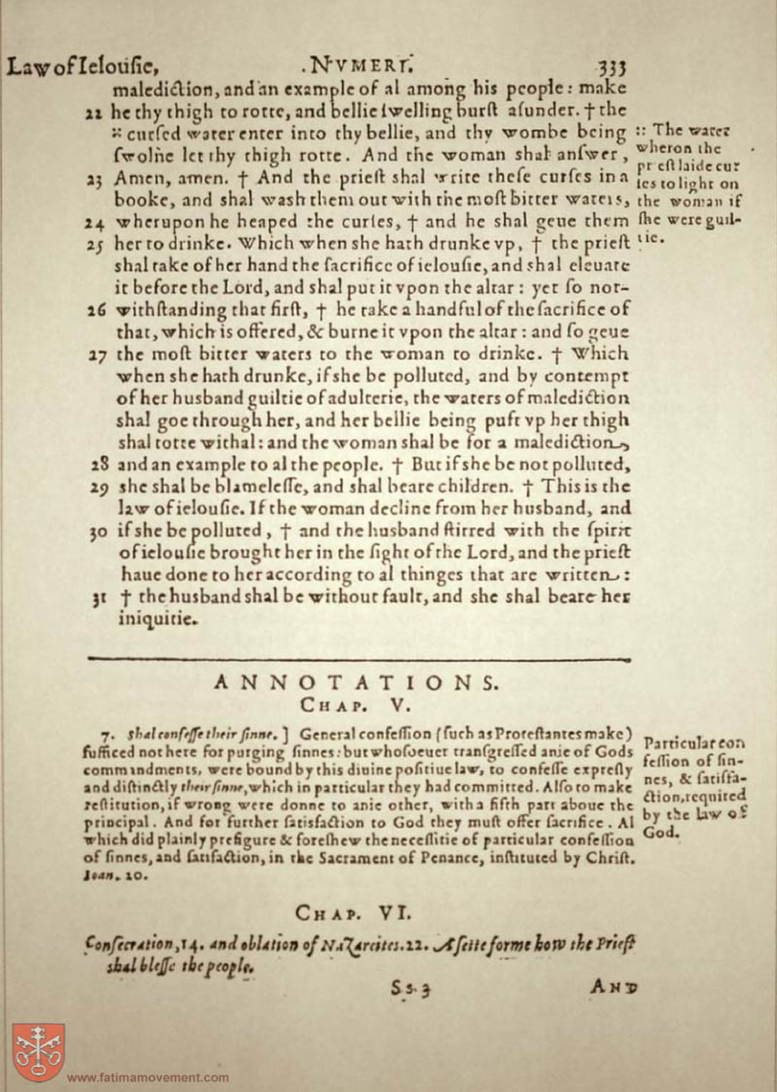 Law of Ielousie, .NVMERI. 333
malediction, and an example of al among his people: make
22 he thy thigh to rotte, and bellie swelling burst asunder. † the
:: cursed water enter into thy bellie, and thy wombe being
swolne let thy thigh rotte. And the woman shal answer,
23 Amen, amen. † And the priest shal write these curses in a
booke, and shal wash them out with the most bitter waters,
24 wherupon he heaped the curses, † and he shal geue them
25 her to drinke. Which when she hath drunke vp, † the priest
shal take of her hand the sacrifice of ielousie, and shal eleuate
it before the Lord, and shal put it vpon the altar: yet so not-
26 withstanding that first, † he take a handful of the sacrifice of
that, which is offered, & burne it vpon the altar: and so geue
27 the most bitter waters to the woman to drinke. † Which
when she hath drunke, if she be polluted, and by contempt
of her husband guiltie of adulterie, the waters of malediction
shal goe through her, and her bellie being puft vp her thigh
shal rotte withal: and the woman shal be for a malediction,
28 and an example to al the people. † But if she be not polluted,
29 she shal be blamelesse, and shal beare children. † This is the
law of ielousie. If the woman decline from her husband, and
30 if she be polluted, † and the husband stirred with the spirit
of ielousie brought her in the sight of the Lord, and the priest
haue done to her according to al thinges that are written:
31 † the husband shal be without fault, and she shal beare her
iniquitie.
:: The water
wheron the
priest laide cur
ses to light on
the woman if
she were guil-
tie.
ANNOTATIONS.
CHAP. V.
7. shal confesse their sinne.] General confession (such as Protestantes make)
sufficed not here for purging sinnes: but whosoeuer transgressed anie of Gods
commandments, were bound by this diuine positiue law, to confesse expresly
and distinctly their sinne, which in particular they had committed. Also to make
restitution, if wrong were donne to anie other, with a fifth part aboue the
principal. And for further satisfaction to God they must offer sacrifice. Al
which did plainly prefigure & foreshew the necessitie of particular confession
of sinnes, and satisfaction, in the Sacrament of Penance, instituted by Christ.
Ioan. 20.
Particular con
fession of sin-
nes, & satisfa-
ction, required
by the law of
God.
CHAP. VI.
Consecration, 14. and oblation of Nazareites. 22. A sette forme how the Priest
shal blesse the people.
Ss 3 AND
www.fatimamovement.com